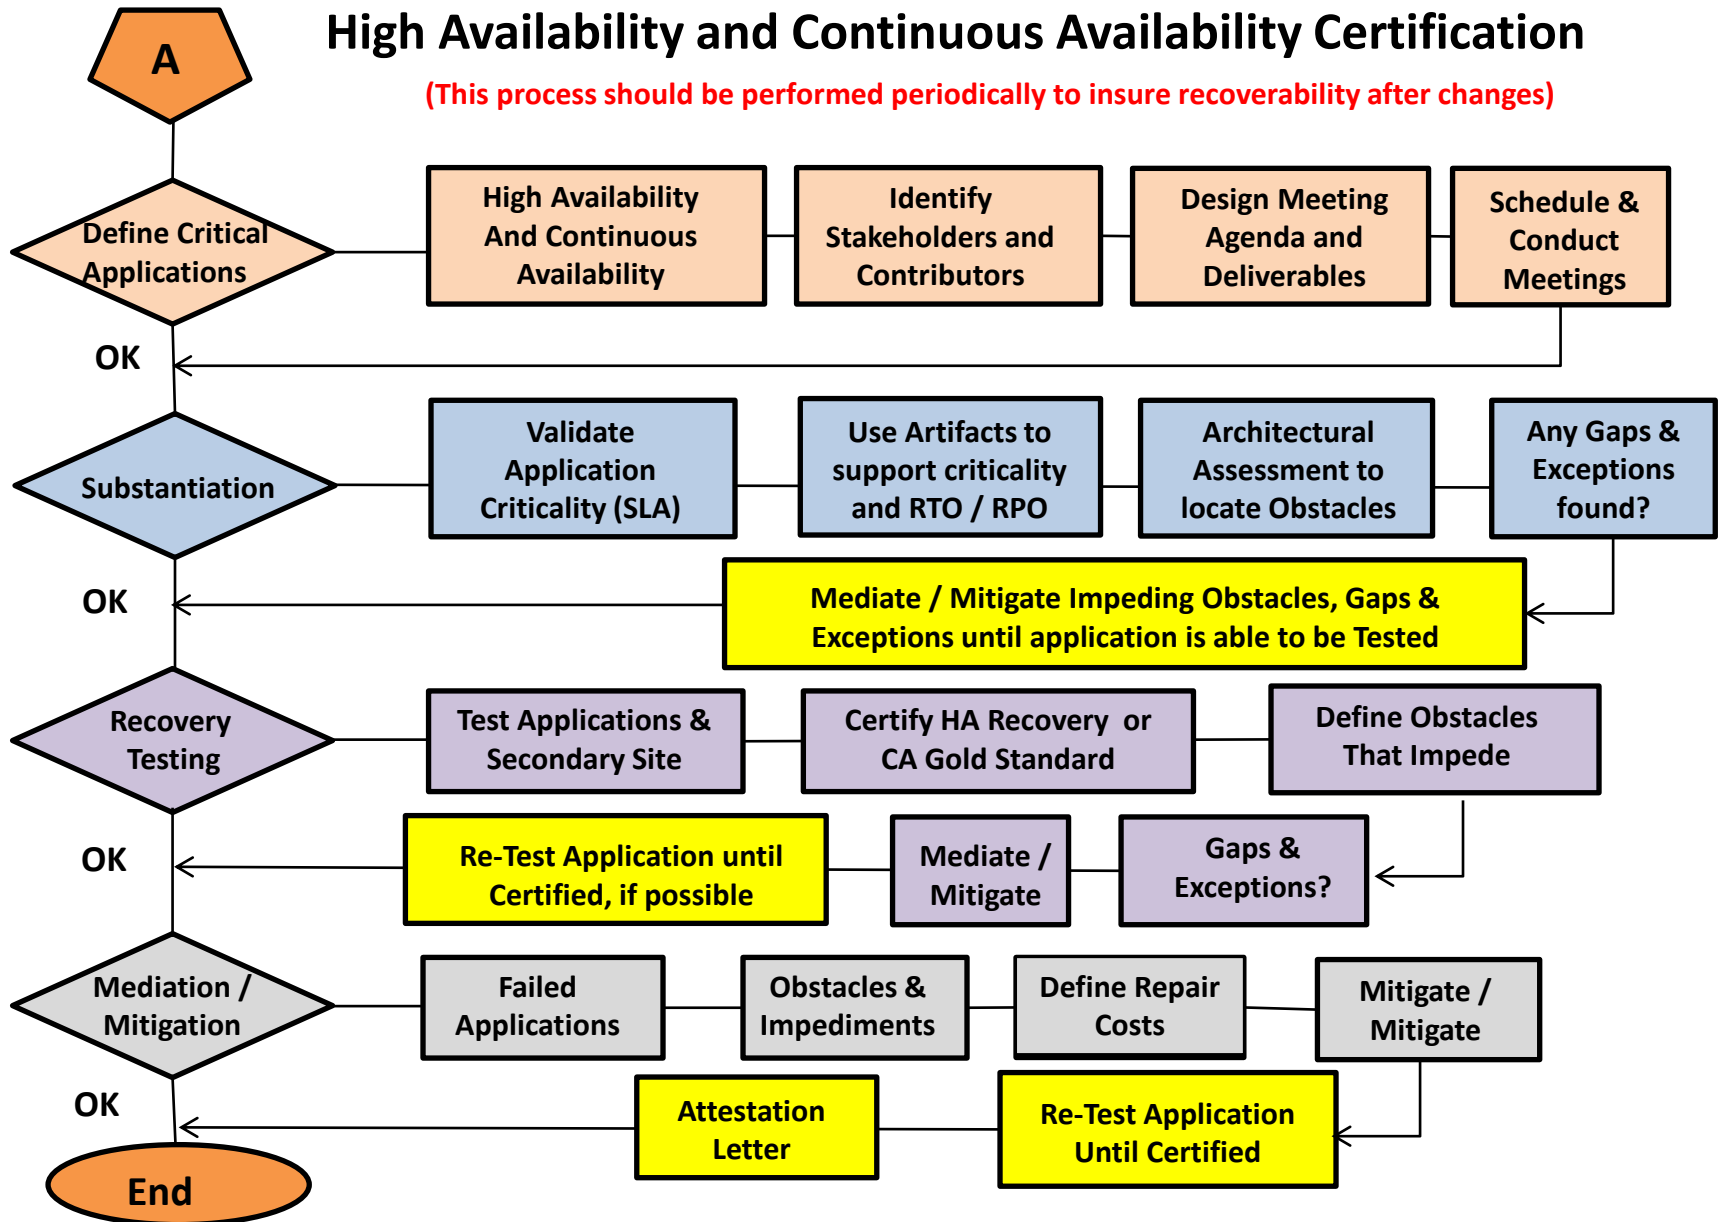 A
High Availability and Continuous Availability Certification
(This process should be performed periodically to insure recoverability after changes)
Define Critical
Applications
High Availability
And Continuous
Availability
Identify
Stakeholders and
Contributors
Design Meeting
Agenda and
Deliverables
Schedule &
Conduct
Meetings
OK
Substantiation
Validate
Application
Criticality (SLA)
Use Artifacts to
support criticality
and RTO / RPO
Architectural
Assessment to
locate Obstacles
Any Gaps &
Exceptions
found?
OK
Mediate / Mitigate Impeding Obstacles, Gaps &
Exceptions until application is able to be Tested
Recovery
Testing
Test Applications &
Secondary Site
Certify HA Recovery or
CA Gold Standard
Define Obstacles
That Impede
OK
Re-Test Application until
Certified, if possible
Mediate /
Mitigate
Gaps &
Exceptions?
Mediation /
Mitigation
Failed
Applications
Obstacles &
Impediments
Define Repair
Costs
Mitigate /
Mitigate
OK
Attestation
Letter
Re-Test Application
Until Certified
End